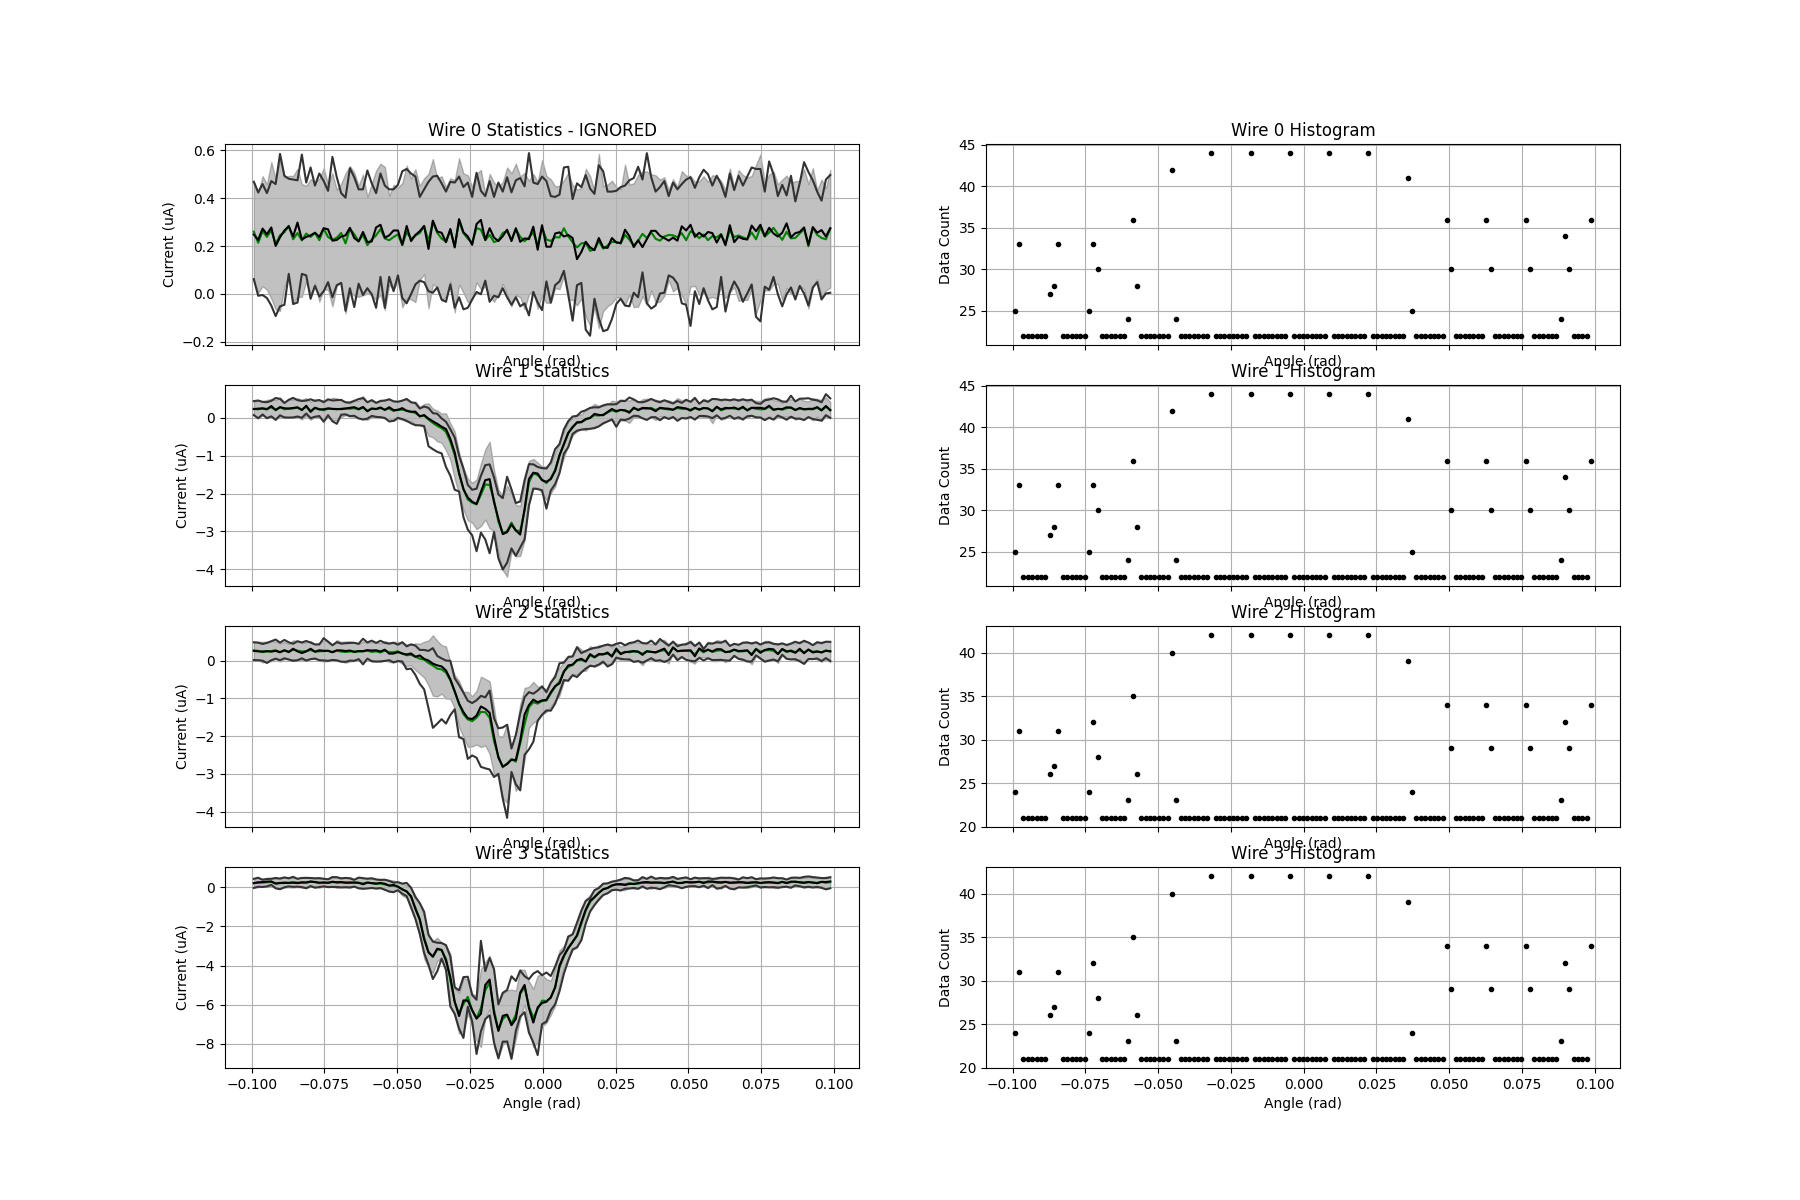 Wire 0 Statistics - IGNORED
Current (uA)
0.6
0.4
0.2
0.0
−0.2
Angle (rad)
Wire 0 Histogram
Data Count
45
40
35
30
25
Angle (rad)
Wire 1 Statistics
Current (uA)
0
−1
−2
−3
−4
Angle (rad)
Wire 1 Histogram
Data Count
45
40
35
30
25
Angle (rad)
Wire 2 Statistics
Current (uA)
0
−1
−2
−3
−4
Angle (rad)
Wire 2 Histogram
Data Count
40
35
30
25
20
Angle (rad)
Wire 3 Statistics
Current (uA)
0
−2
−4
−6
−8
−0.100 −0.075 −0.050 −0.025 0.000 0.025 0.050 0.075 0.100
Angle (rad)
Wire 3 Histogram
Data Count
40
35
30
25
20
−0.100 −0.075 −0.050 −0.025 0.000 0.025 0.050 0.075 0.100
Angle (rad)